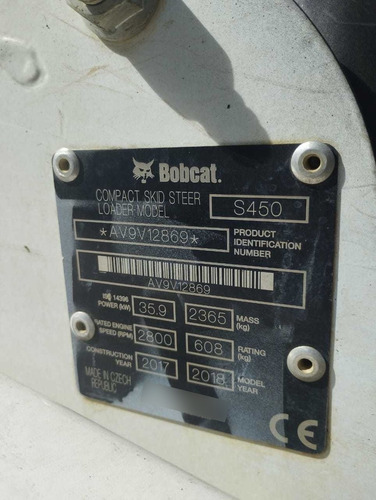 Bobcat.
COMPACT SKID STEER
LOADER-MODEL
S450
*AV9V12869*
PRODUCT
IDENTIFICATION
NUMBER
AV9V12869
ISO 14396
POWER (KW)
35.9
2365
MASS
(kg)
RATED ENGINE
SPEED (RPM)
2800
608
RATING
(kg)
CONSTRUCTION
YEAR
2017
2018
MODEL
YEAR
MADE IN CZECH
REPUBLIC
CE